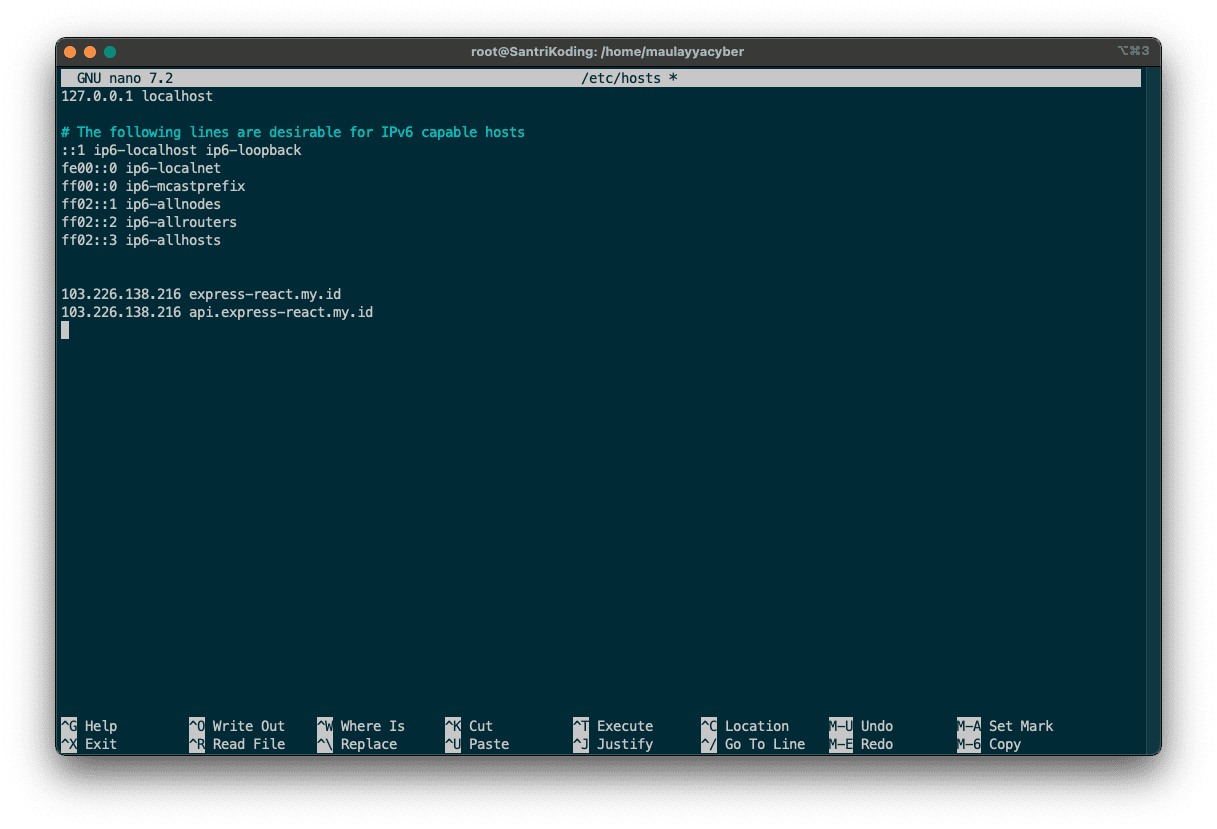 root@SantriKoding: /home/maulayyacyber
⌥⌘3
GNU nano 7.2 /etc/hosts *
127.0.0.1 localhost
# The following lines are desirable for IPv6 capable hosts
::1 ip6-localhost ip6-loopback
fe00::0 ip6-localnet
ff00::0 ip6-mcastprefix
ff02::1 ip6-allnodes
ff02::2 ip6-allrouters
ff02::3 ip6-allhosts
103.226.138.216 express-react.my.id
103.226.138.216 api.express-react.my.id
^G Help ^O Write Out ^W Where Is ^K Cut ^T Execute ^C Location M-U Undo M-A Set Mark
^X Exit ^R Read File ^\ Replace ^U Paste ^J Justify ^/ Go To Line M-E Redo M-6 Copy